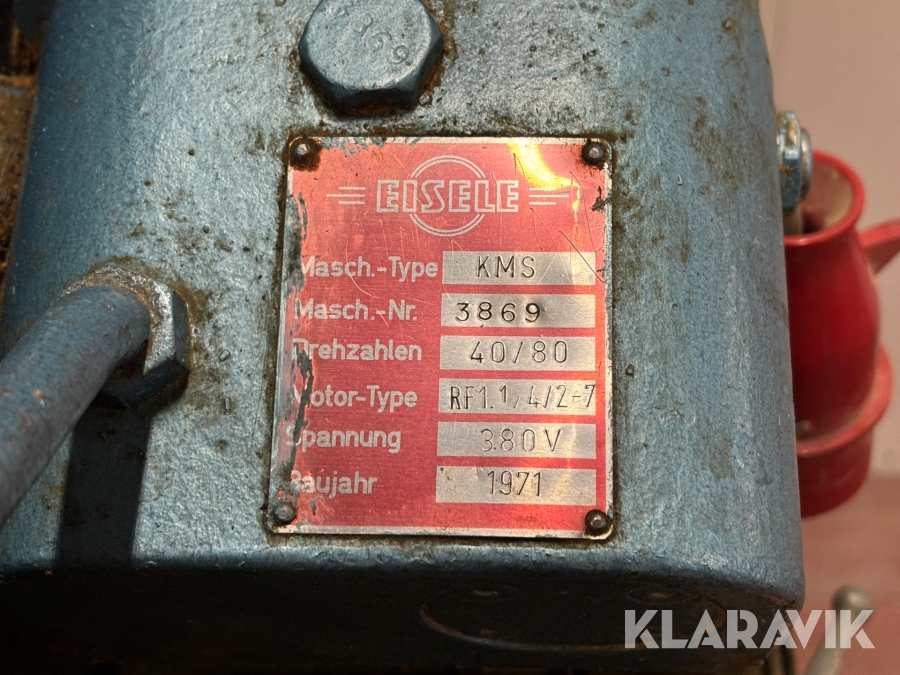 169
EISELE
Masch.-Type KMS
Masch.-Nr. 3869
Drehzahlen 40/80
Motor-Type RF1.1/4/2-7
Spannung 380V
Baujahr 1971
KLARAVIK